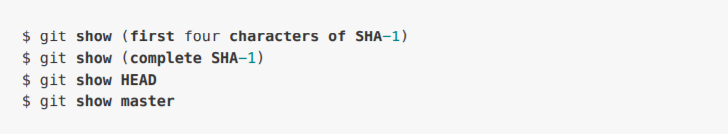 $ git show (first four characters of SHA-1)
$ git show (complete SHA-1)
$ git show HEAD
$ git show master